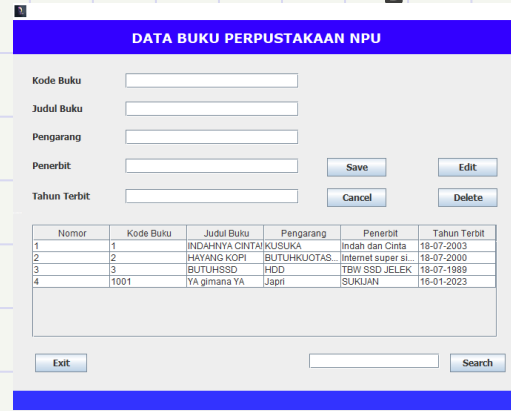 DATA BUKU PERPUSTAKAAN NPU
Kode Buku
Judul Buku
Pengarang
Penerbit Save Edit
Tahun Terbit Cancel Delete
Nomor Kode Buku Judul Buku Pengarang Penerbit Tahun Terbit
1 1 INDAHNYA CINTA! KUSUKA Indah dan Cinta 18-07-2003
2 2 HAYANG KOPI BUTUHKUOTAS... Internet super si... 18-07-2000
3 3 BUTUHSSD HDD TBW SSD JELEK 18-07-1989
4 1001 YA gimana YA Japri SUKIJAN 16-01-2023
Exit Search